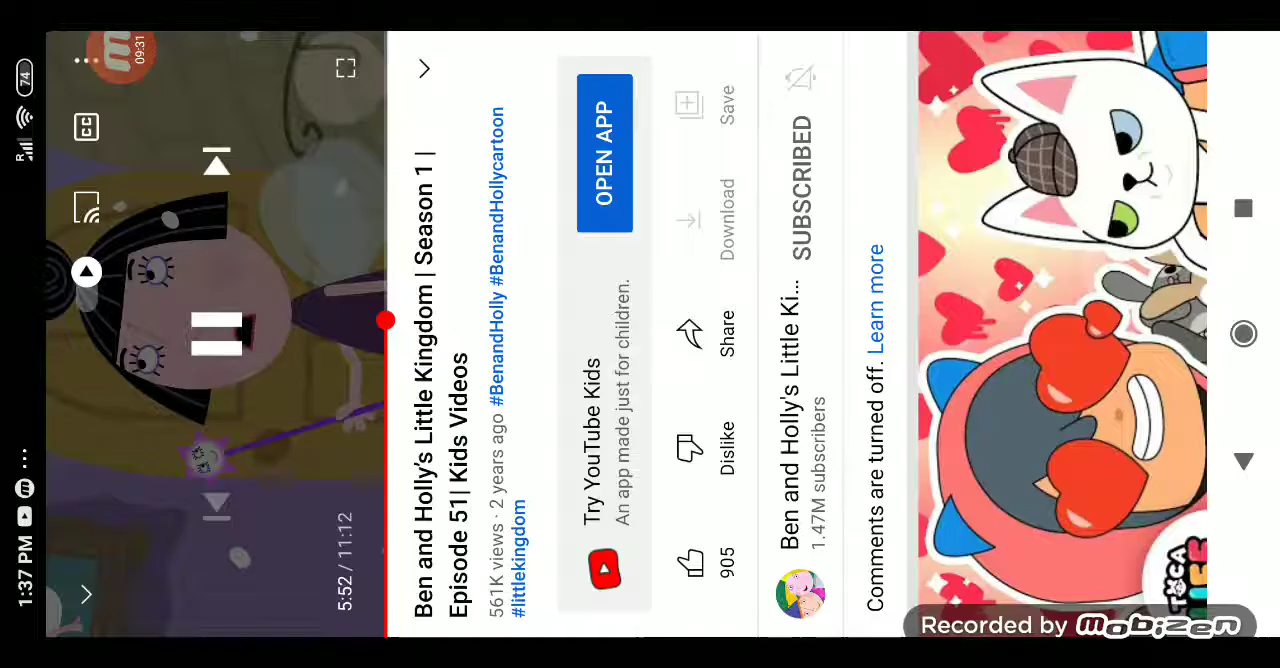 1:37 PM
R
74
09:31
CC
5:52 / 11:12
Ben and Holly's Little Kingdom | Season 1 |
Episode 51| Kids Videos
561K views · 2 years ago #BenandHolly #BenandHollycartoon
#littlekingdom
Try YouTube Kids
An app made just for children.
OPEN APP
905
Dislike
Share
Download
Save
Ben and Holly's Little Ki...
1.47M subscribers
SUBSCRIBED
Comments are turned off. Learn more
TOCA
Recorded by mobizen